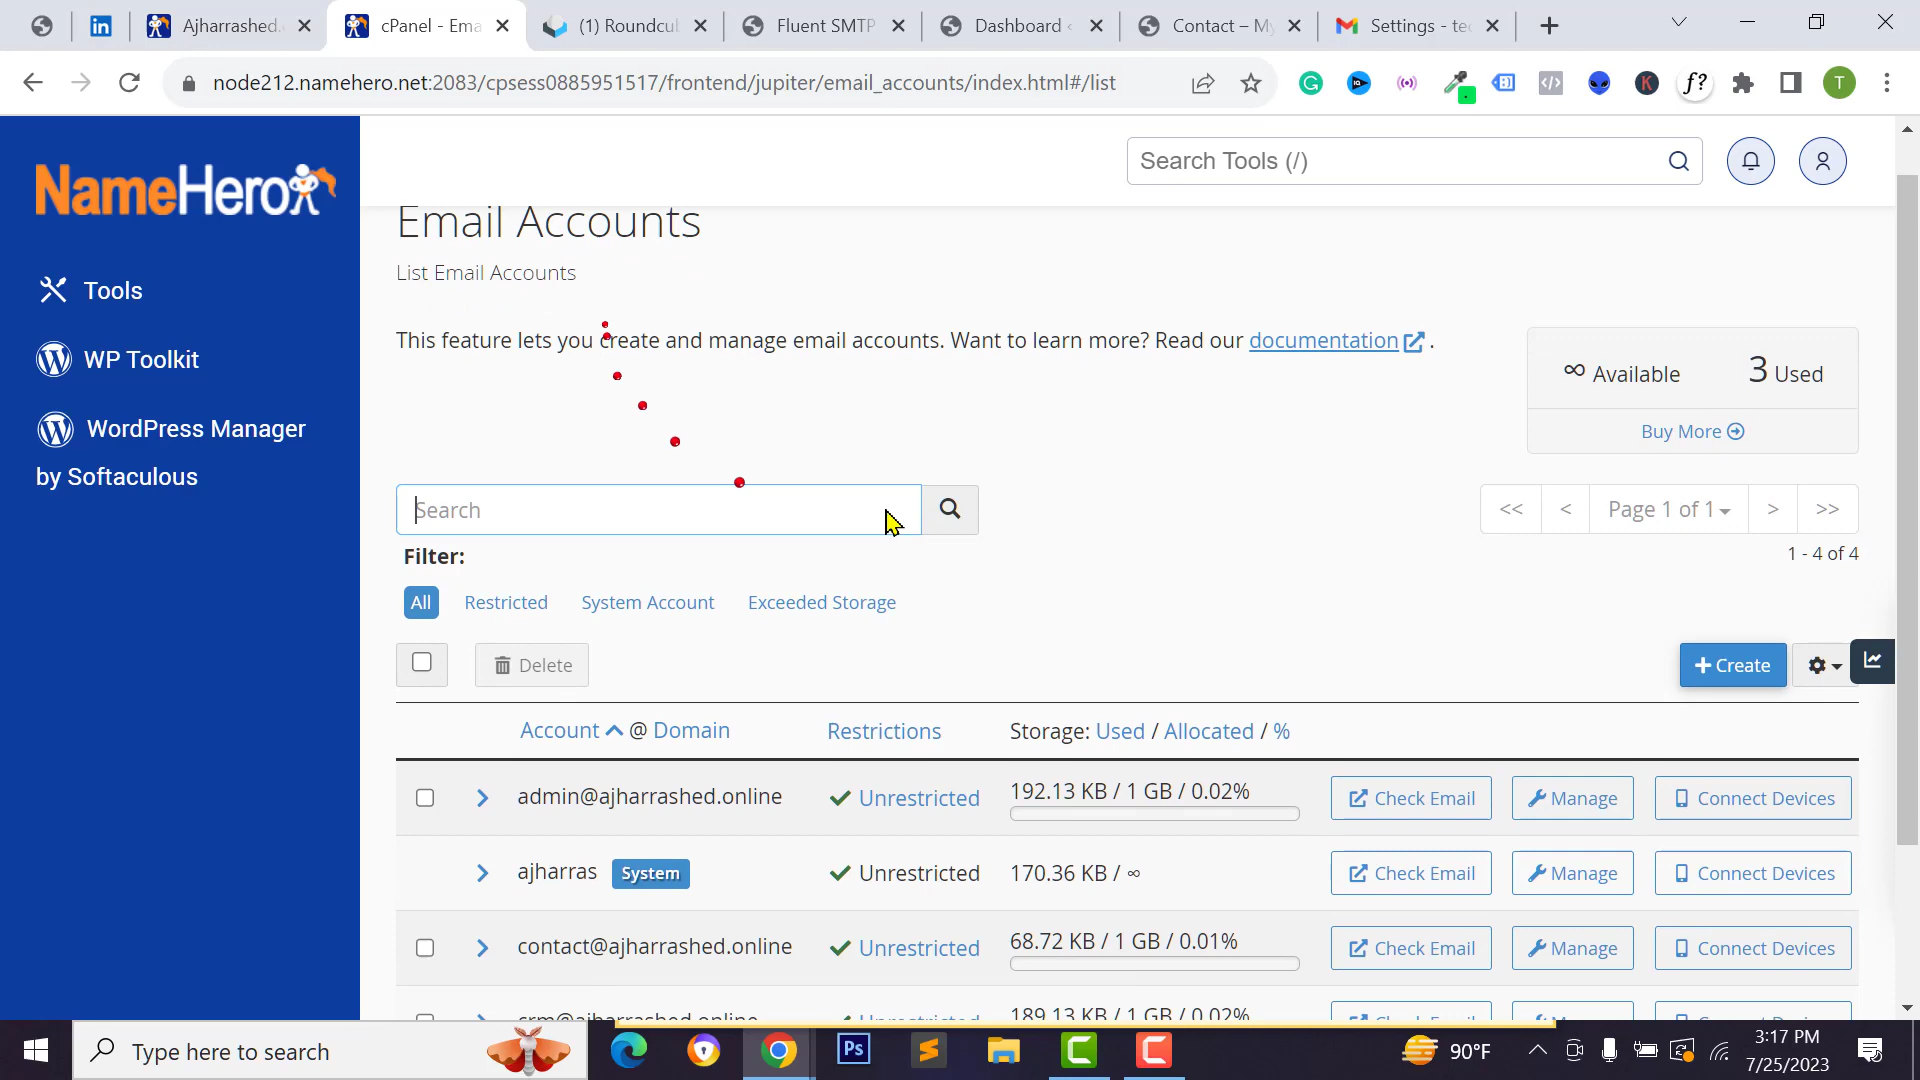 Ajharrashed.
cPanel - Ema
(1) Roundcu
Fluent SMTP
Dashboard
Contact – My
Settings - te
node212.namehero.net:2083/cpsess0885951517/frontend/jupiter/email_accounts/index.html#/list
T
NameHero
Search Tools (/)
Tools
WP Toolkit
WordPress Manager
by Softaculous
Email Accounts
List Email Accounts
This feature lets you create and manage email accounts. Want to learn more? Read our documentation .
∞ Available 3 Used
Buy More
Search
<< < Page 1 of 1 > >>
1 - 4 of 4
Filter:
All Restricted System Account Exceeded Storage
Delete
+ Create
Account @ Domain Restrictions Storage: Used / Allocated / %
admin@ajharrashed.online Unrestricted 192.13 KB / 1 GB / 0.02% Check Email Manage Connect Devices
ajharras System Unrestricted 170.36 KB / ∞ Check Email Manage Connect Devices
contact@ajharrashed.online Unrestricted 68.72 KB / 1 GB / 0.01% Check Email Manage Connect Devices
crm@ajharrashed.online Unrestricted 189.13 KB / 1 GB / 0.02%
Type here to search
Ps
90°F
3:17 PM
7/25/2023